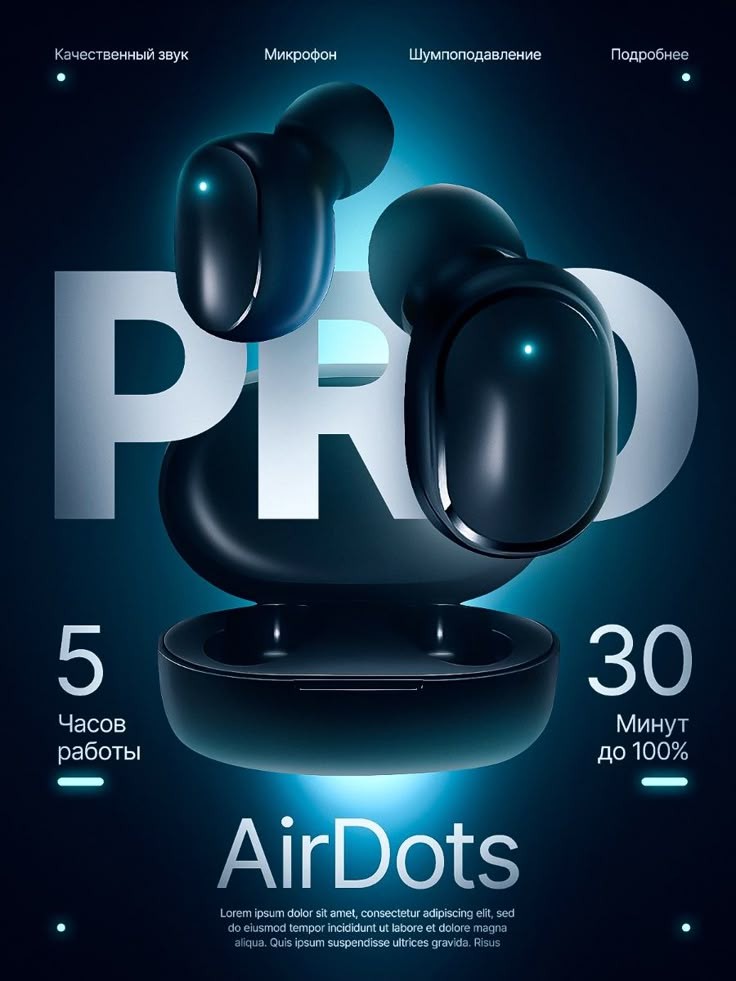 Качественный звук
Микрофон
Шумпоподавление
Подробнее
PRO
5
Часов
работы
30
Минут
до 100%
AirDots
Lorem ipsum dolor sit amet, consectetur adipiscing elit, sed
do eiusmod tempor incididunt ut labore et dolore magna
aliqua. Quis ipsum suspendisse ultrices gravida. Risus